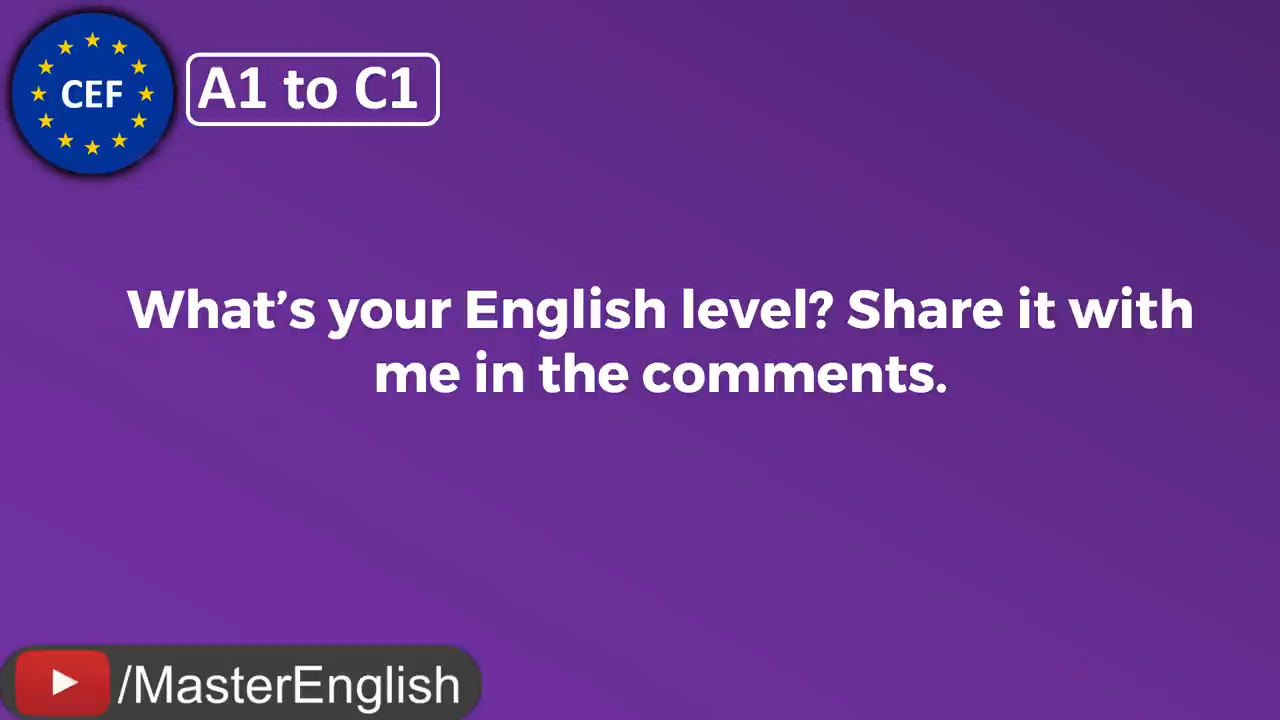 CEF
A1 to C1
What’s your English level? Share it with
me in the comments.
/MasterEnglish